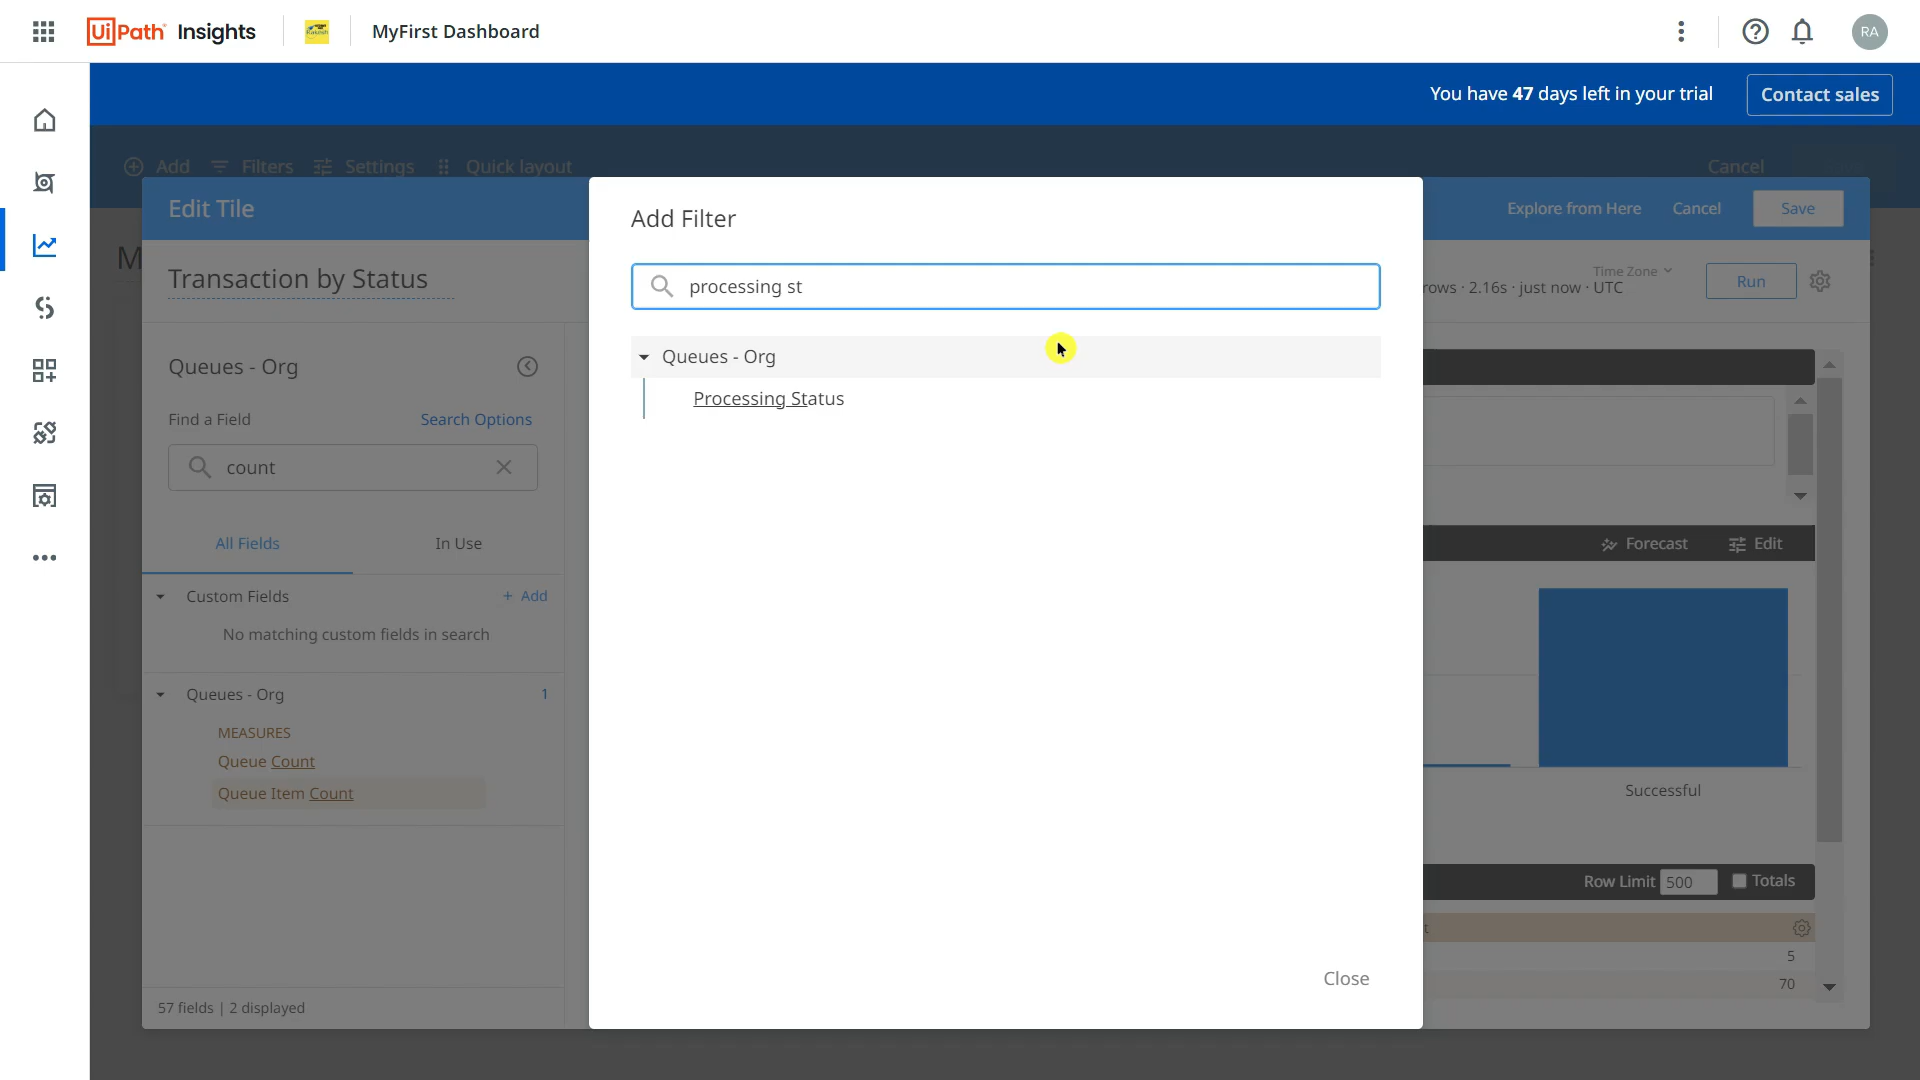 UiPath Insights
MyFirst Dashboard
RA
You have 47 days left in your trial
Contact sales
Add Filters Settings Quick layout
Cancel
Edit Tile
Explore from Here Cancel Save
Transaction by Status
rows · 2.16s · just now · UTC
Time Zone
Run
Add Filter
processing st
Queues - Org
Processing Status
Close
Queues - Org
Find a Field Search Options
count
All Fields In Use
Custom Fields + Add
No matching custom fields in search
Queues - Org 1
MEASURES
Queue Count
Queue Item Count
57 fields | 2 displayed
Forecast Edit
Successful
Row Limit 500 Totals
5
70